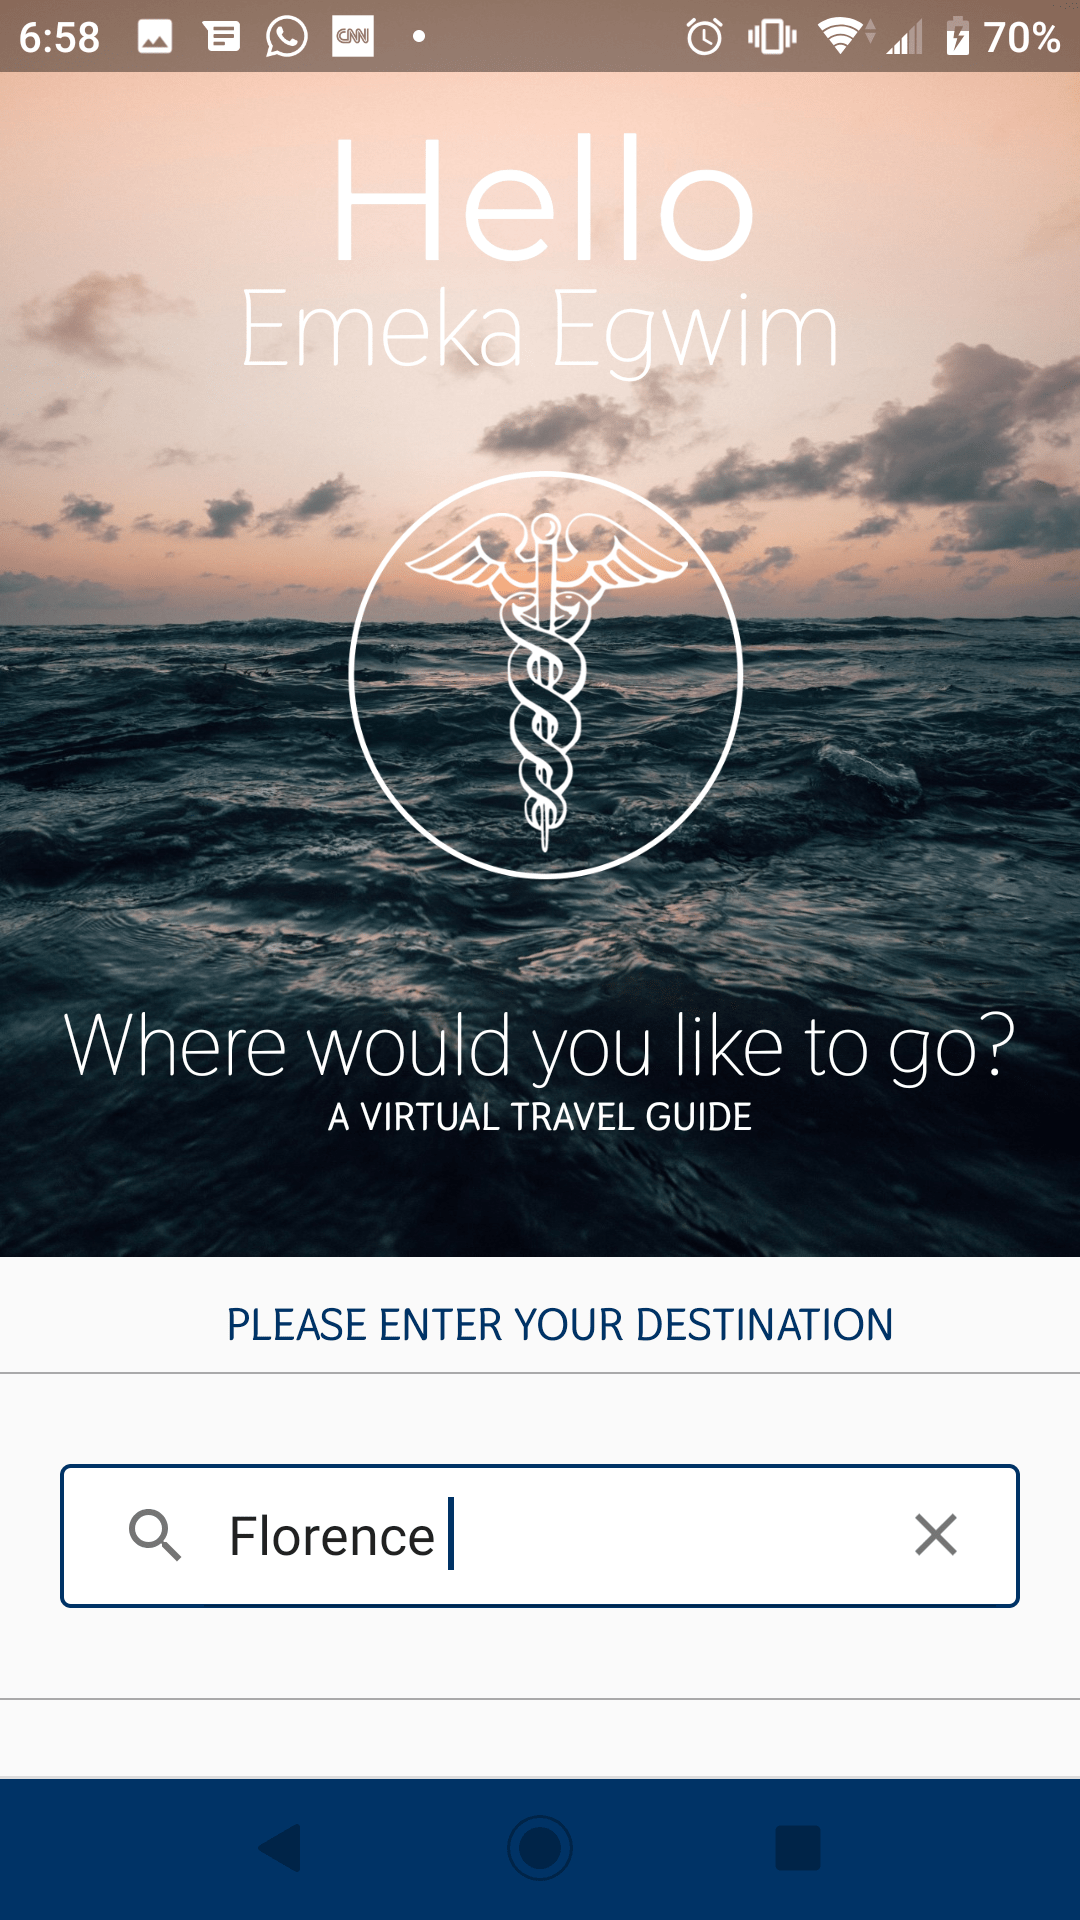 6:58 CNN 70%
Hello
Emeka Egwim
Where would you like to go?
A VIRTUAL TRAVEL GUIDE
PLEASE ENTER YOUR DESTINATION
Florence